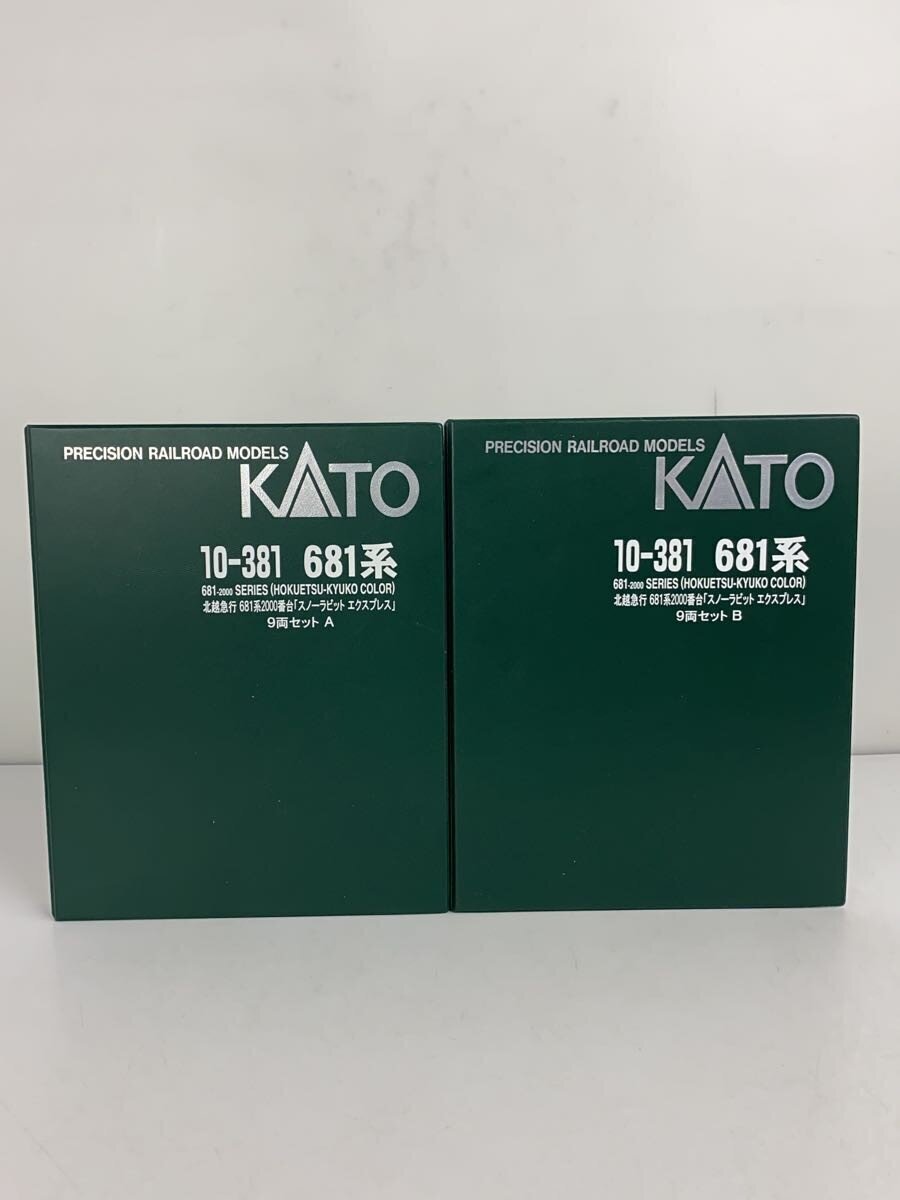 PRECISION RAILROAD MODELS
KATO
10-381 681系
681-2000 SERIES (HOKUETSU-KYUKO COLOR)
北越急行 681系2000番台「スノーラビット エクスプレス」
9両セット A
PRECISION RAILROAD MODELS
KATO
10-381 681系
681-2000 SERIES (HOKUETSU-KYUKO COLOR)
北越急行 681系2000番台「スノーラビット エクスプレス」
9両セット B